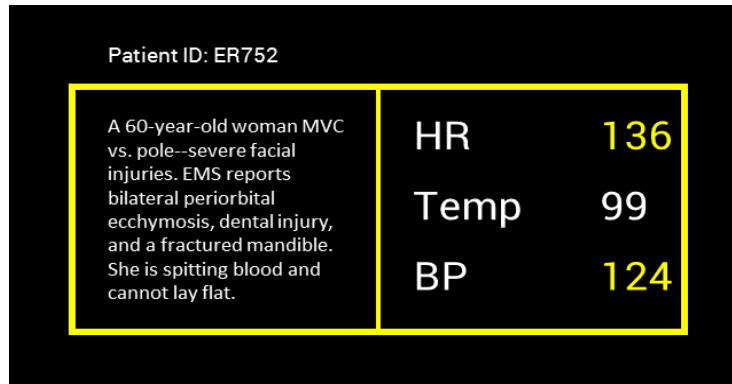 Patient ID: ER752
A 60-year-old woman MVC
vs. pole--severe facial
injuries. EMS reports
bilateral periorbital
ecchymosis, dental injury,
and a fractured mandible.
She is spitting blood and
cannot lay flat.
HR 136
Temp 99
BP 124